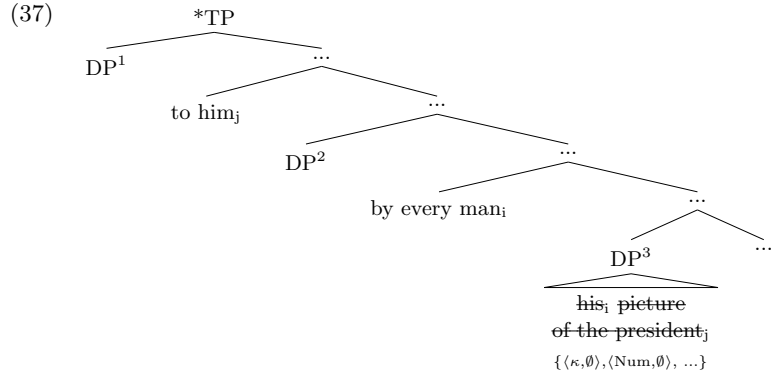 (37)
*TP
DP¹ ...
to himⱼ ...
DP² ...
by every manᵢ ...
DP³ ...
hisᵢ picture
of the presidentⱼ
{⟨κ,∅⟩,⟨Num,∅⟩, ...}